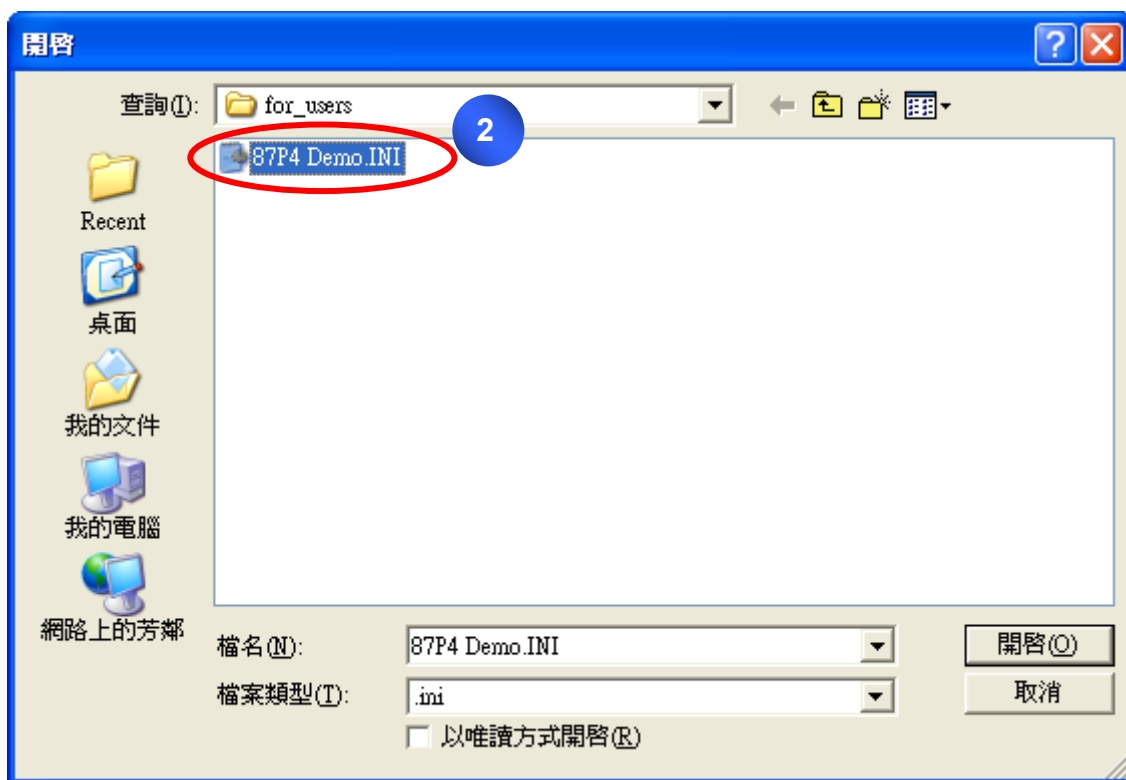 開啓
查詢(I): for_users
2
87P4 Demo.INI
Recent
桌面
我的文件
我的電腦
網路上的芳鄰
檔名(N): 87P4 Demo.INI 開啓(O)
檔案類型(T): .ini 取消
以唯讀方式開啓(R)